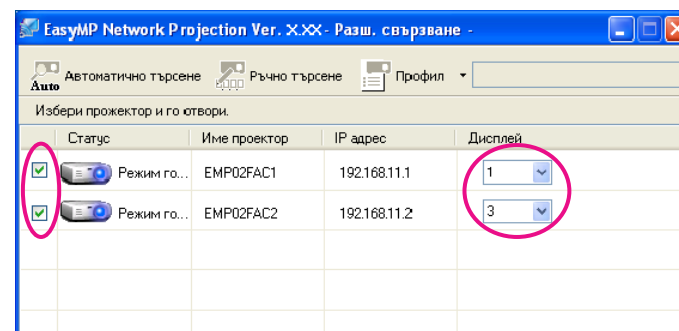 EasyMP Network Projection Ver. X.XX - Разш. свързване -
Auto Автоматично търсене Ръчно търсене Профил
Избери прожектор и го отвори.
Статус Име проектор IP адрес Дисплей
Режим го... EMP02FAC1 192.168.11.1 1
Режим го... EMP02FAC2 192.168.11.2 3